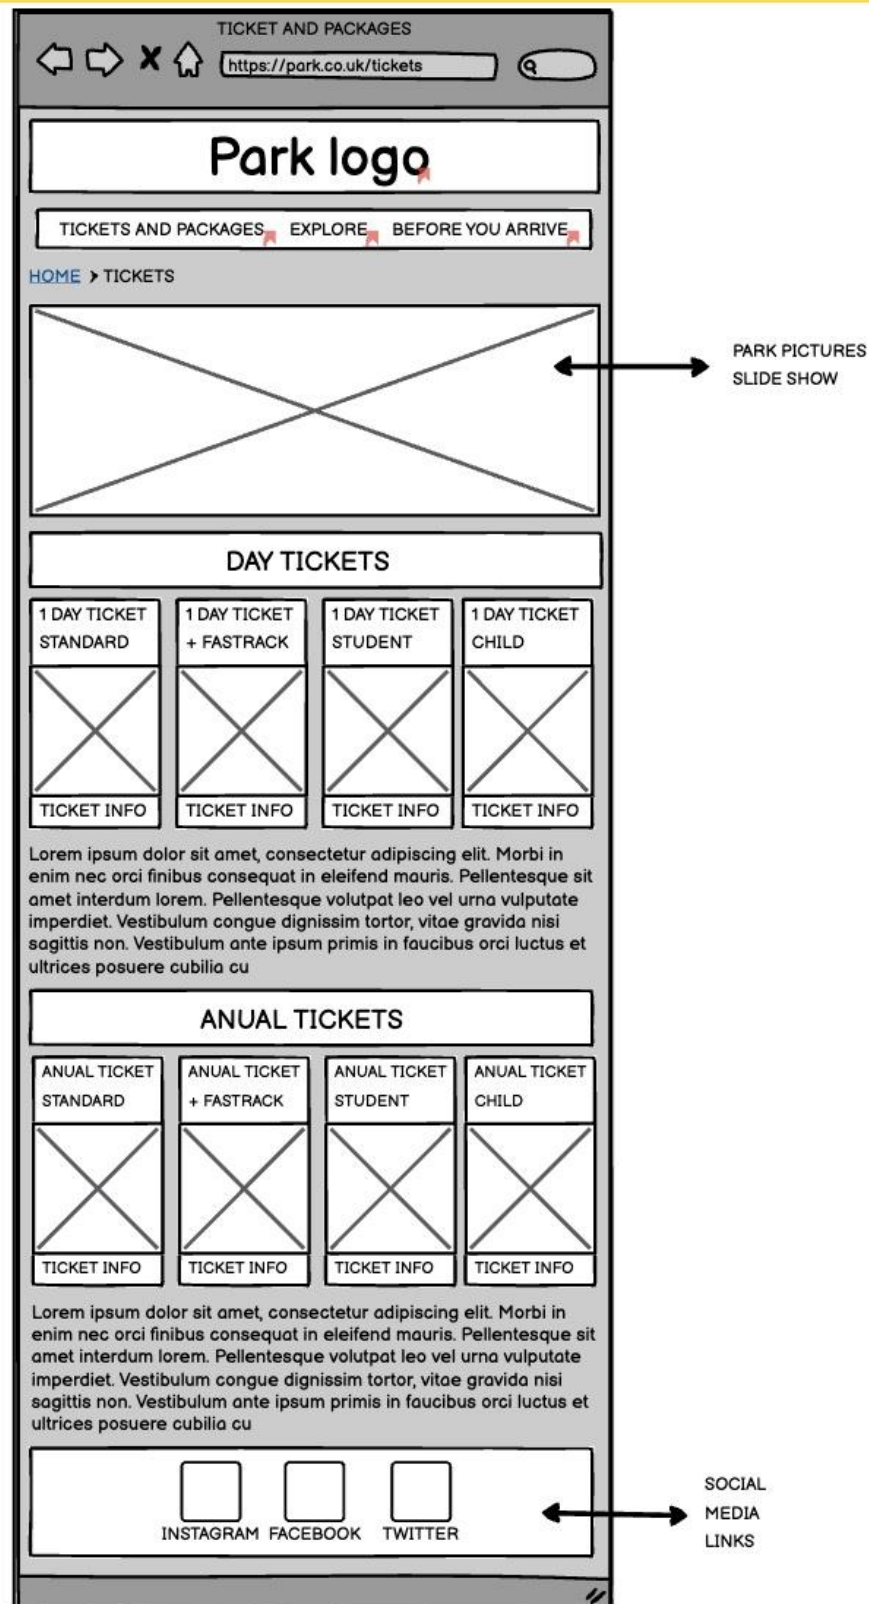 TICKET AND PACKAGES
https://park.co.uk/tickets
Park logo
TICKETS AND PACKAGES EXPLORE BEFORE YOU ARRIVE
HOME > TICKETS
PARK PICTURES
SLIDE SHOW
DAY TICKETS
1 DAY TICKET
STANDARD
1 DAY TICKET
+ FASTRACK
1 DAY TICKET
STUDENT
1 DAY TICKET
CHILD
TICKET INFO TICKET INFO TICKET INFO TICKET INFO
Lorem ipsum dolor sit amet, consectetur adipiscing elit. Morbi in
enim nec orci finibus consequat in eleifend mauris. Pellentesque sit
amet interdum lorem. Pellentesque volutpat leo vel urna vulputate
imperdiet. Vestibulum congue dignissim tortor, vitae gravida nisi
sagittis non. Vestibulum ante ipsum primis in faucibus orci luctus et
ultrices posuere cubilia cu
ANUAL TICKETS
ANUAL TICKET
STANDARD
ANUAL TICKET
+ FASTRACK
ANUAL TICKET
STUDENT
ANUAL TICKET
CHILD
TICKET INFO TICKET INFO TICKET INFO TICKET INFO
Lorem ipsum dolor sit amet, consectetur adipiscing elit. Morbi in
enim nec orci finibus consequat in eleifend mauris. Pellentesque sit
amet interdum lorem. Pellentesque volutpat leo vel urna vulputate
imperdiet. Vestibulum congue dignissim tortor, vitae gravida nisi
sagittis non. Vestibulum ante ipsum primis in faucibus orci luctus et
ultrices posuere cubilia cu
INSTAGRAM FACEBOOK TWITTER
SOCIAL
MEDIA
LINKS